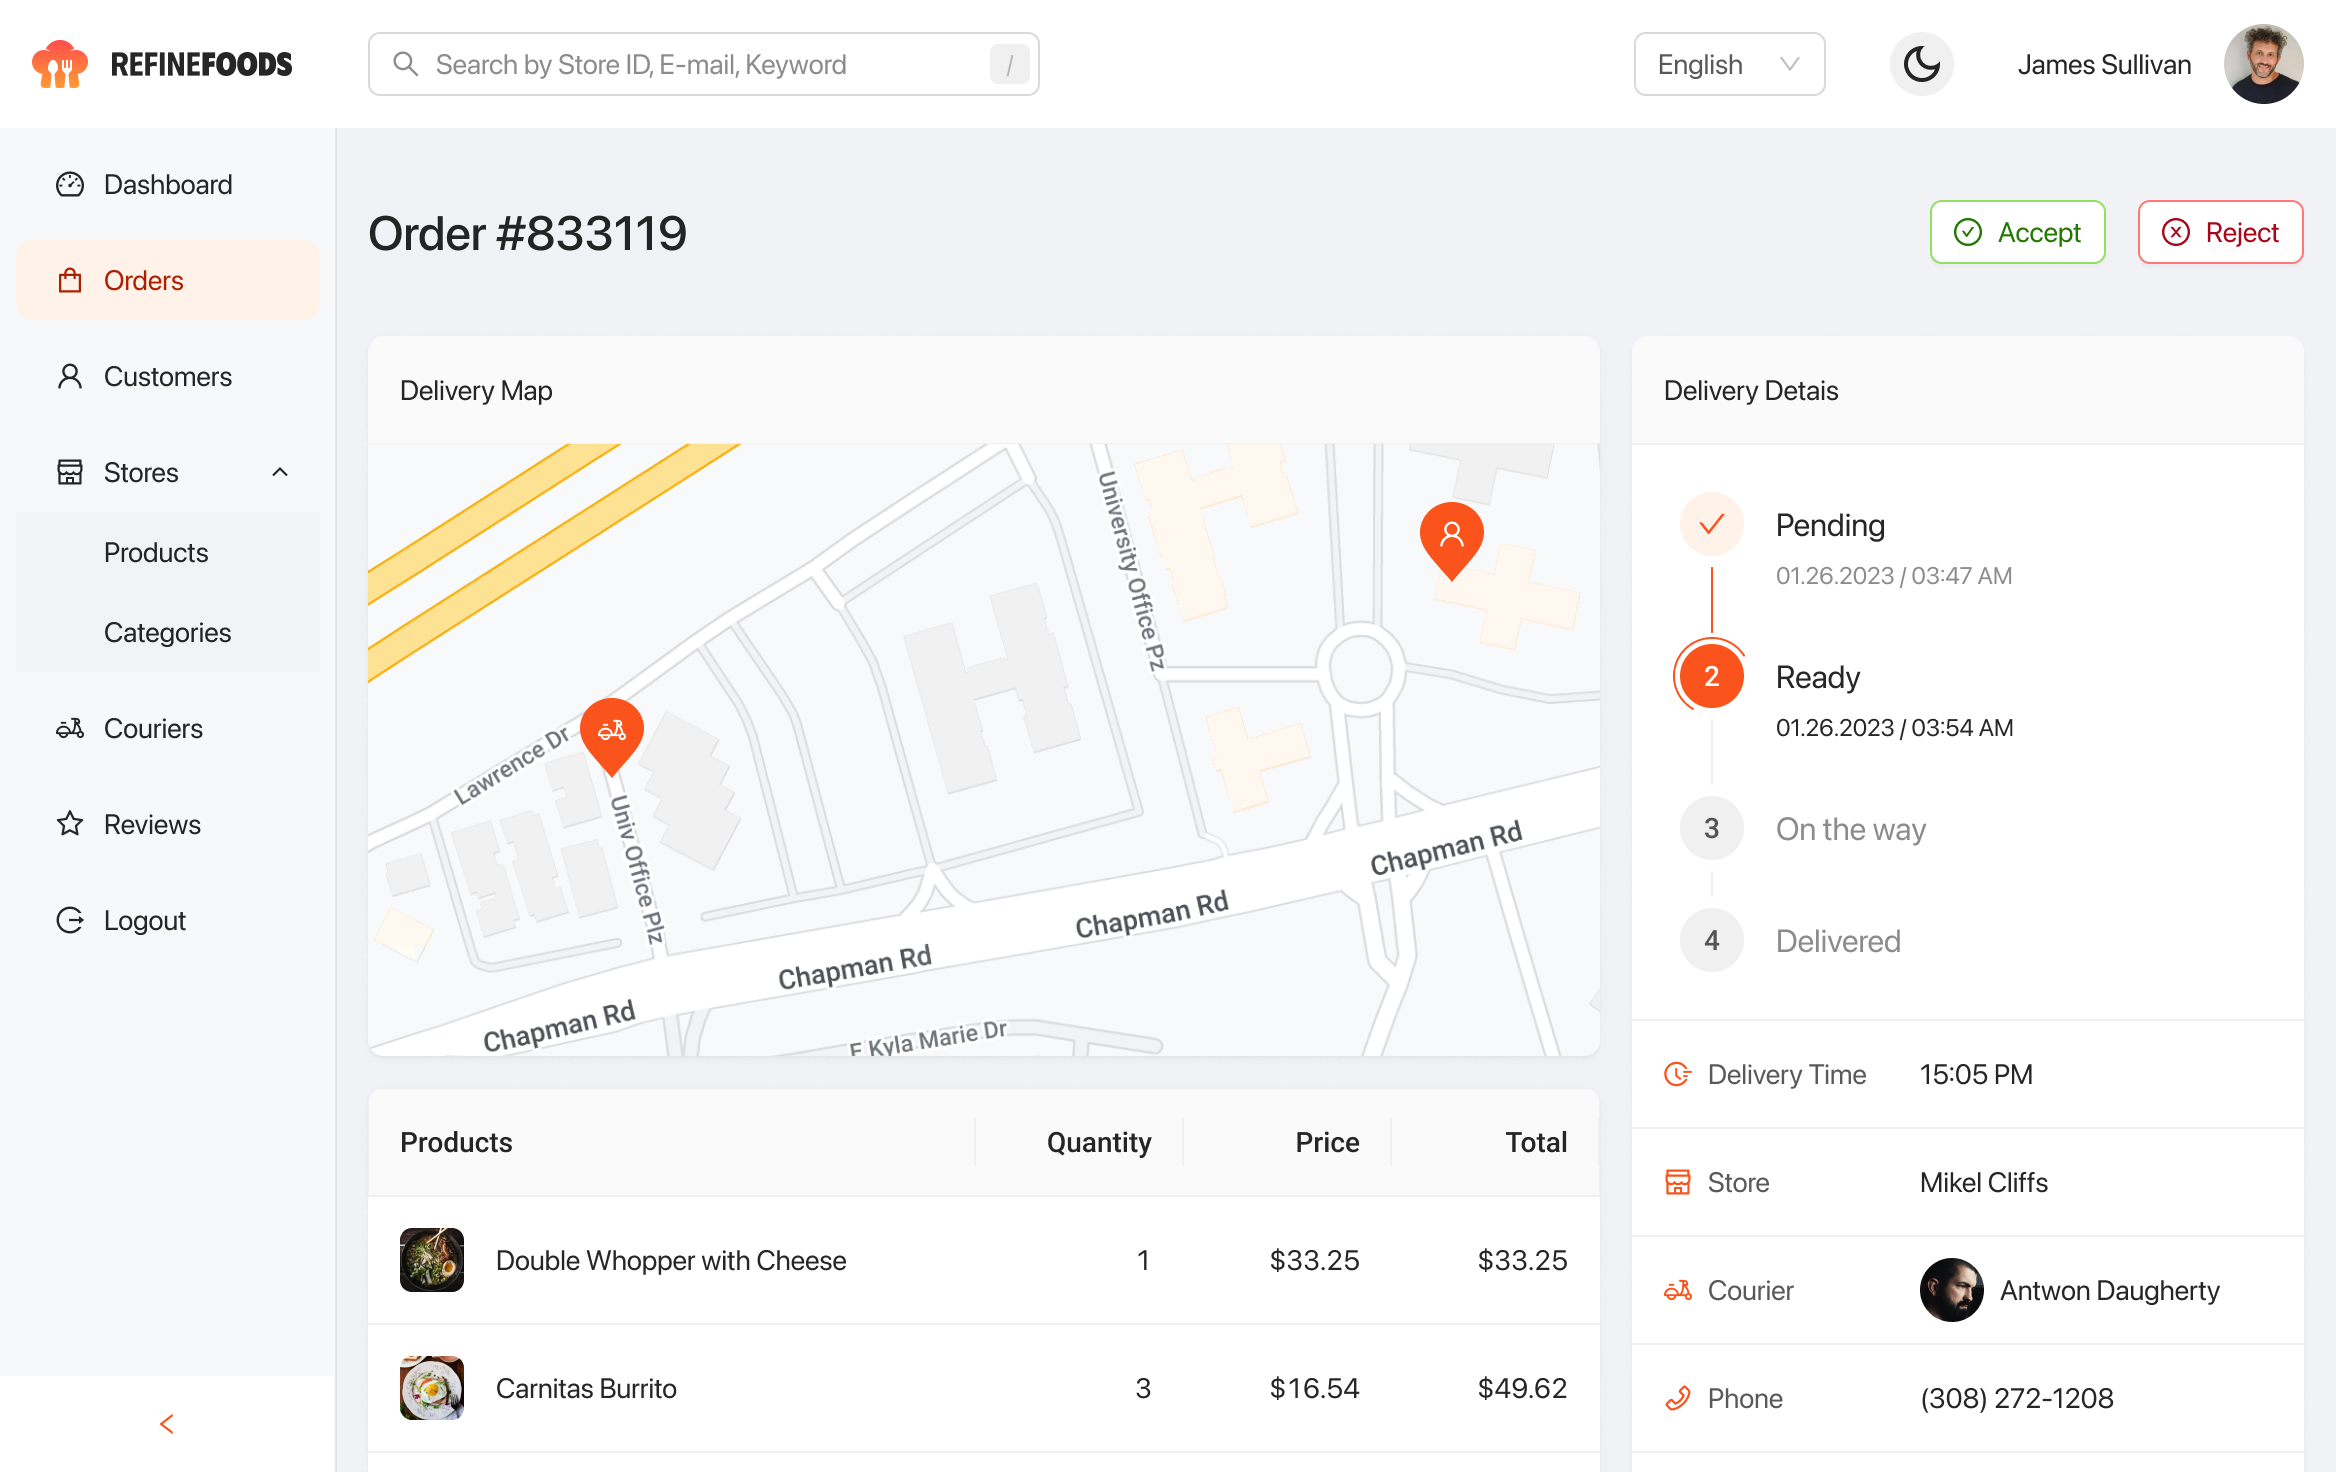 REFINEFOODS
Search by Store ID, E-mail, Keyword
/
English
James Sullivan
Dashboard
Orders
Customers
Stores
Products
Categories
Couriers
Reviews
Logout
Order #833119
Accept
Reject
Delivery Map
Lawrence Dr
Univ Office Plz
University Office Pz
Chapman Rd
Chapman Rd
Chapman Rd
Chapman Rd
E Kyla Marie Dr
Products Quantity Price Total
Double Whopper with Cheese 1 $33.25 $33.25
Carnitas Burrito 3 $16.54 $49.62
Delivery Detais
Pending
01.26.2023 / 03:47 AM
2 Ready
01.26.2023 / 03:54 AM
3 On the way
4 Delivered
Delivery Time 15:05 PM
Store Mikel Cliffs
Courier Antwon Daugherty
Phone (308) 272-1208